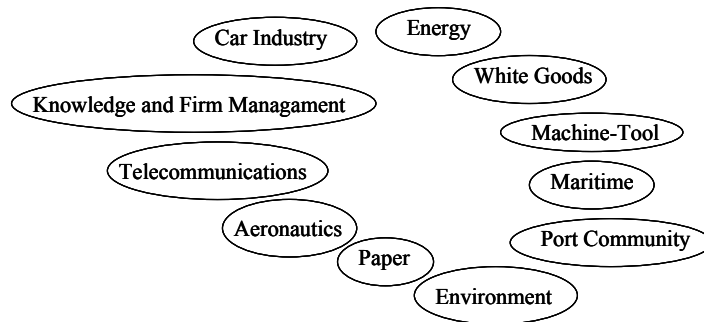 Energy
Car Industry
White Goods
Knowledge and Firm Managament
Machine-Tool
Telecommunications
Maritime
Aeronautics
Port Community
Paper
Environment